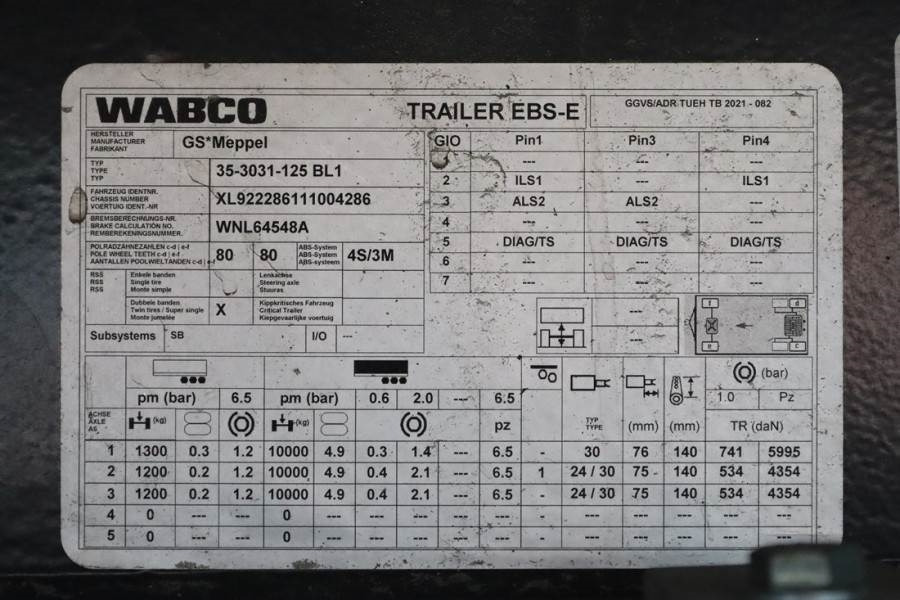 WABCO TRAILER EBS-E GGVS/ADR TUEH TB 2021 - 082
HERSTELLER
MANUFACTURER
FABRIKANT
GS*Meppel
TYP
TYPE
TYP
35-3031-125 BL1
FAHRZEUG IDENTNR.
CHASSIS NUMBER
VOERTUIG IDENT.-NR
XL922286111004286
BREMSBERECHNUNGS-NR.
BRAKE CALCULATION NO.
REMBEREKENINGSNUMMER.
WNL64548A
POLRADZAHNEZAHLEN c-d | e-f
POLE WHEEL TEETH c-d | e-f
AANTALLEN POOLWIELTANDEN c-d | e-f
80 80
ABS-System
ABS-System
ABS-systeem
4S/3M
RSS
RSS
RSS
Enkele banden
Single tire
Monte simple
Lenkachse
Steering axle
Stuuras
Dubbele banden
Twin tires / Super single
Monte jumelée
X
Kippkritisches Fahrzeug
Critical Trailer
Kiepgevaarlijke voertuig
Subsystems SB I/O ---
GIO Pin1 Pin3 Pin4
--- --- ---
2 ILS1 --- ILS1
3 ALS2 ALS2
4 --- --- ---
5 DIAG/TS DIAG/TS DIAG/TS
6 --- --- ---
7 --- --- ---
---
---
f d
e c
(bar)
pm (bar) 6.5 pm (bar) 0.6 2.0 --- 6.5 1.0 Pz
ACHSE
AXLE
AS
(kg) (kg) pz
TYP
TYPE
(mm) (mm) TR (daN)
1 1300 0.3 1.2 10000 4.9 0.3 1.4 --- 6.5 - 30 76 140 741 5995
2 1200 0.2 1.2 10000 4.9 0.4 2.1 --- 6.5 1 24 / 30 75 140 534 4354
3 1200 0.2 1.2 10000 4.9 0.4 2.1 --- 6.5 - 24 / 30 75 140 534 4354
4 0 --- --- 0 --- --- --- --- --- - --- --- --- --- ---
5 0 --- --- 0 --- --- --- --- --- - --- --- --- --- ---